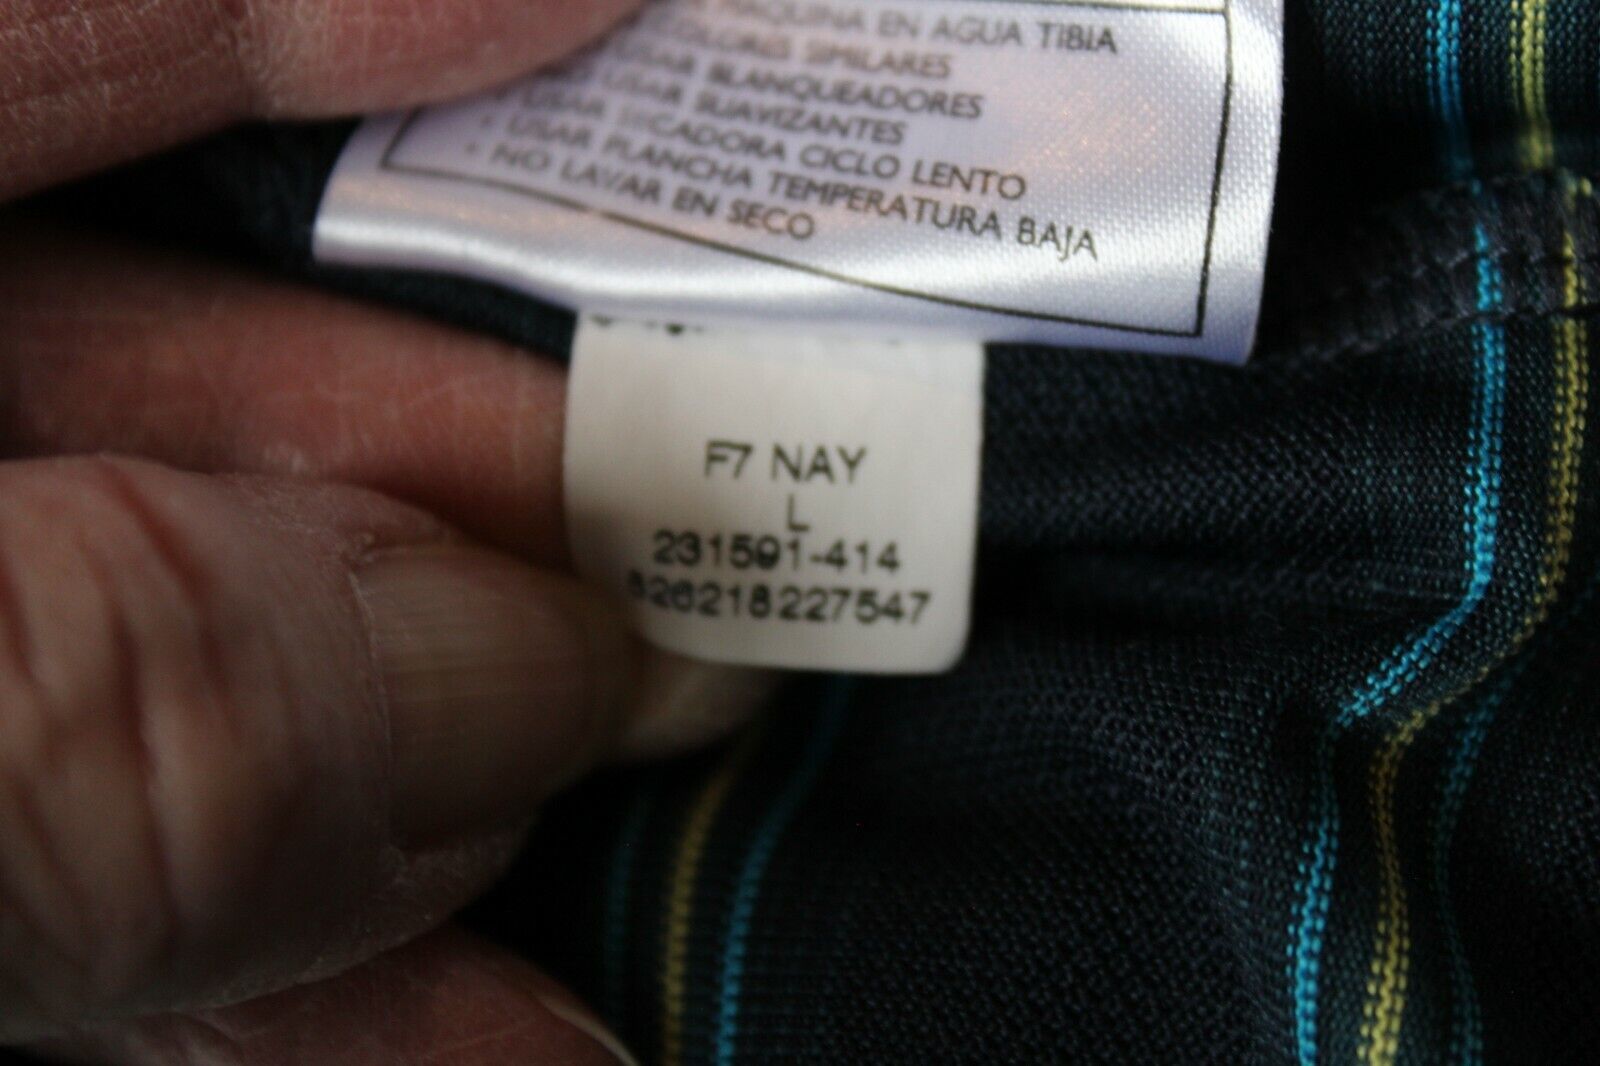 MAQUINA EN AGUA TIBIA
COLORES SIMILARES
USAR BLANQUEADORES
USAR SUAVIZANTES
USAR SECADORA CICLO LENTO
USAR PLANCHA TEMPERATURA BAJA
NO LAVAR EN SECO
F7 NAY
L
231591-414
826218227547